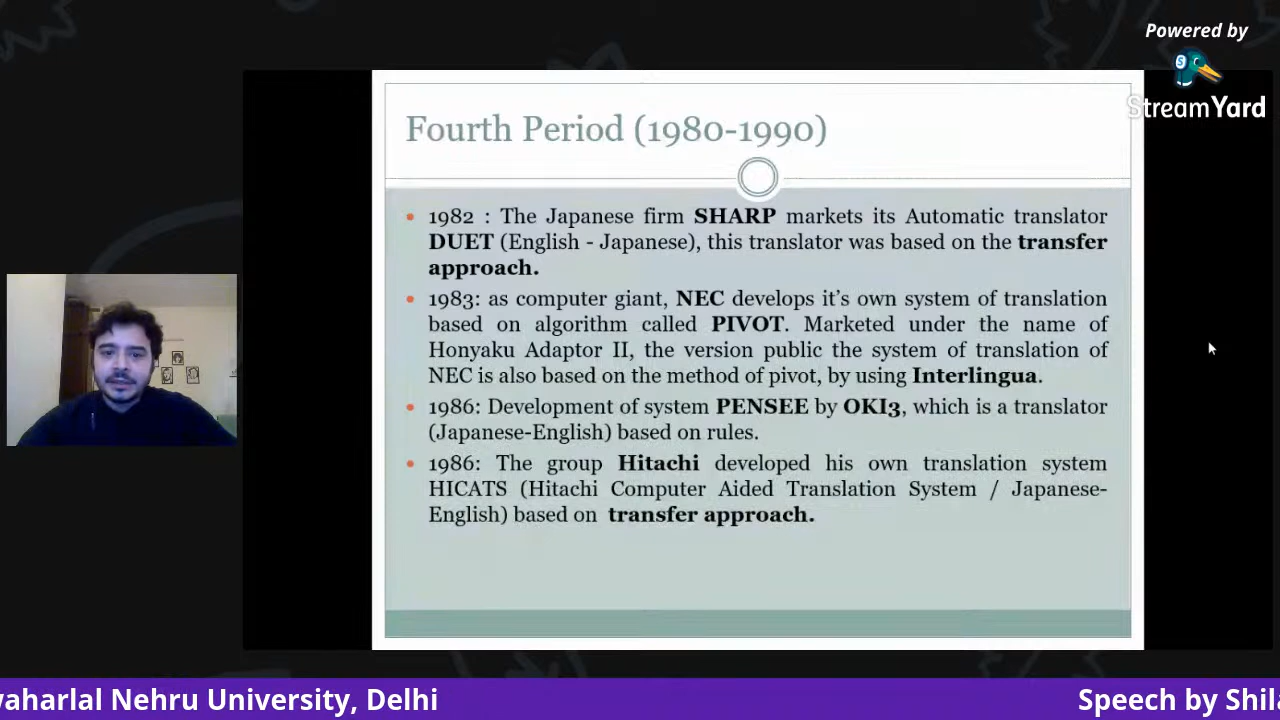 Powered by
StreamYard
Fourth Period (1980-1990)
• 1982 : The Japanese firm SHARP markets its Automatic translator
DUET (English - Japanese), this translator was based on the transfer
approach.
• 1983: as computer giant, NEC develops it's own system of translation
based on algorithm called PIVOT. Marketed under the name of
Honyaku Adaptor II, the version public the system of translation of
NEC is also based on the method of pivot, by using Interlingua.
• 1986: Development of system PENSEE by OKI3, which is a translator
(Japanese-English) based on rules.
• 1986: The group Hitachi developed his own translation system
HICATS (Hitachi Computer Aided Translation System / Japanese-
English) based on transfer approach.
waharlal Nehru University, Delhi
Speech by Shila